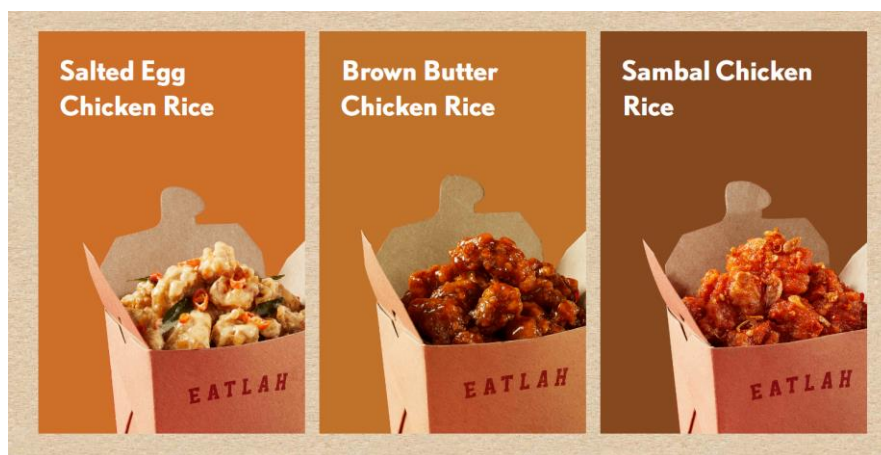 Salted Egg
Chicken Rice
Brown Butter
Chicken Rice
Sambal Chicken
Rice
EATLAH
EATLAH
EATLAH